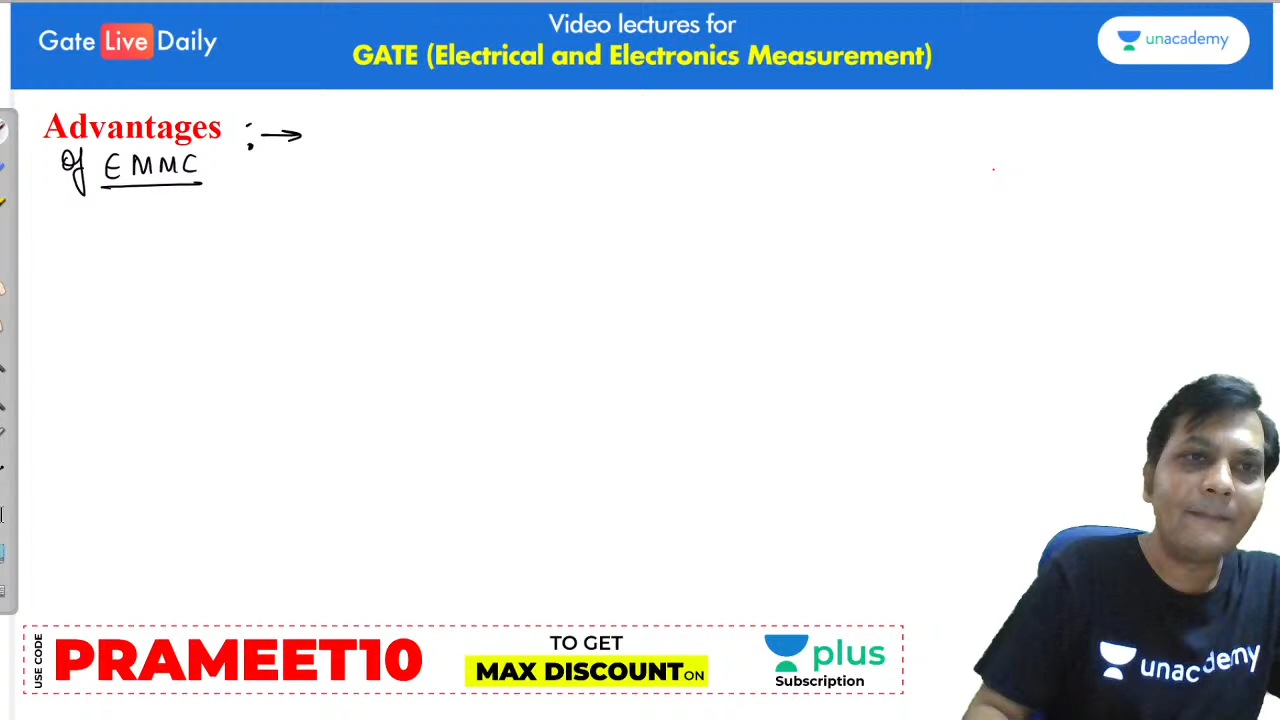 Gate Live Daily
Video lectures for
GATE (Electrical and Electronics Measurement)
unacademy
Advantages :→
of EMMC
USE CODE
PRAMEET10
TO GET
MAX DISCOUNT ON
plus
Subscription
unacademy